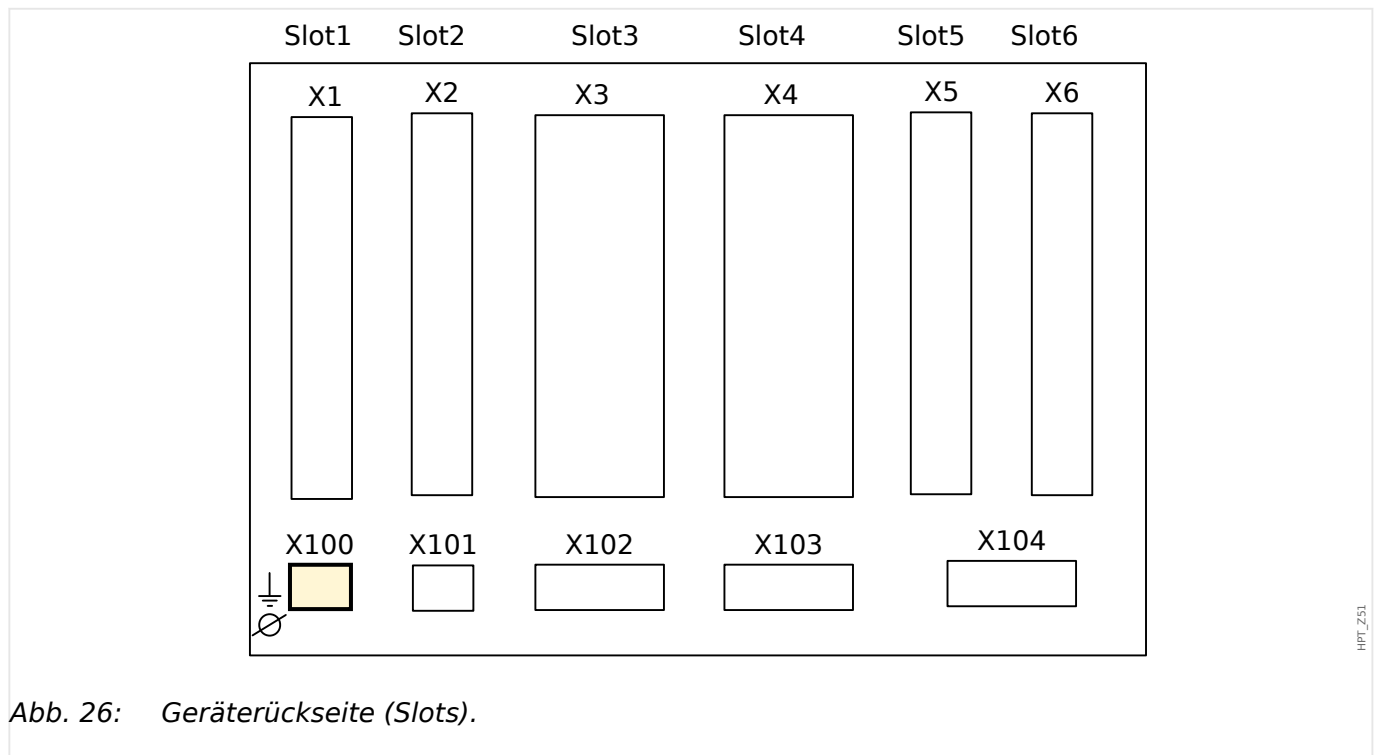 Slot1 Slot2 Slot3 Slot4 Slot5 Slot6
X1 X2 X3 X4 X5 X6
X100 X101 X102 X103 X104
HPT_Z51
Abb. 26: Geräterückseite (Slots).